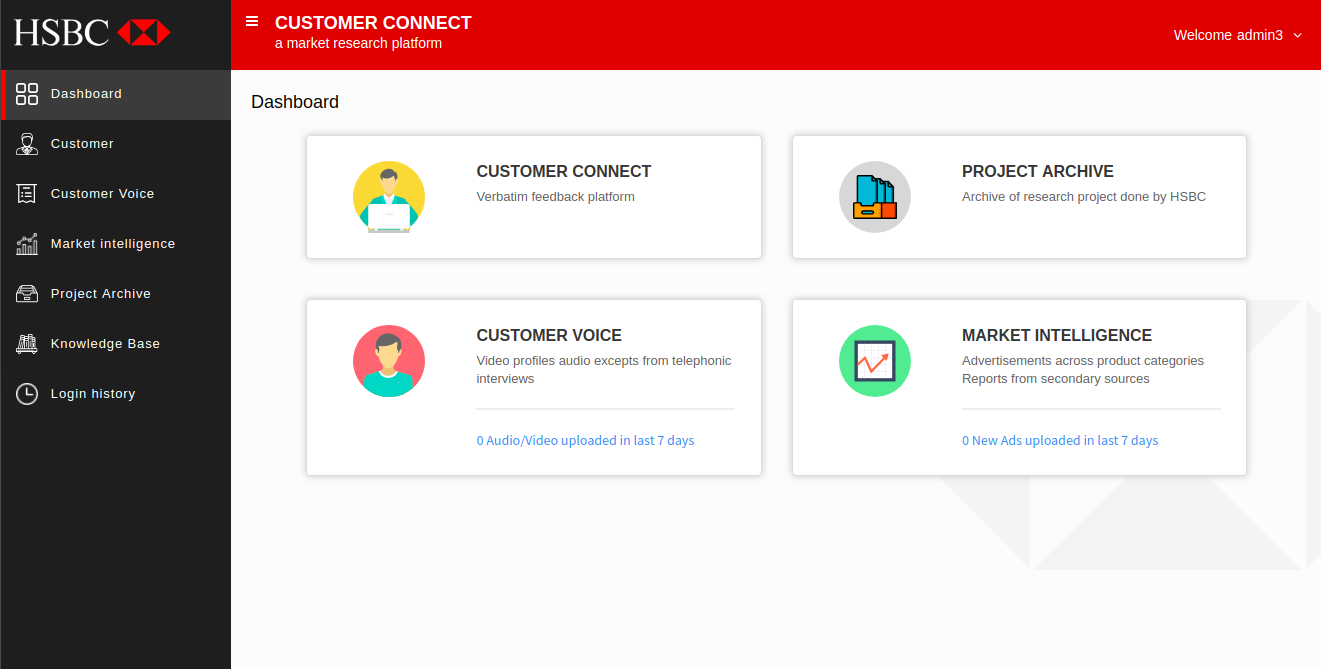 HSBC
CUSTOMER CONNECT
a market research platform
Welcome admin3
Dashboard
Customer
Customer Voice
Market intelligence
Project Archive
Knowledge Base
Login history
Dashboard
CUSTOMER CONNECT
Verbatim feedback platform
PROJECT ARCHIVE
Archive of research project done by HSBC
CUSTOMER VOICE
Video profiles audio excepts from telephonic
interviews
0 Audio/Video uploaded in last 7 days
MARKET INTELLIGENCE
Advertisements across product categories
Reports from secondary sources
0 New Ads uploaded in last 7 days